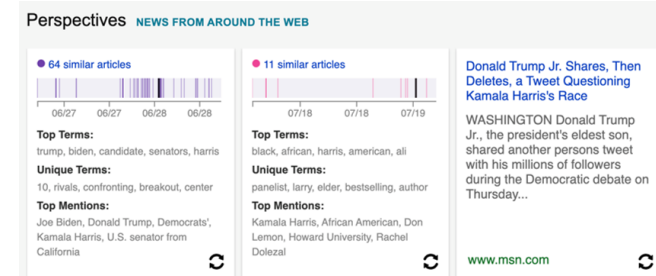 Perspectives NEWS FROM AROUND THE WEB
64 similar articles
06/27 06/27 06/28 06/28
Top Terms:
trump, biden, candidate, senators, harris
Unique Terms:
10, rivals, confronting, breakout, center
Top Mentions:
Joe Biden, Donald Trump, Democrats',
Kamala Harris, U.S. senator from
California
11 similar articles
07/18 07/18 07/19
Top Terms:
black, african, harris, american, ali
Unique Terms:
panelist, larry, elder, bestselling, author
Top Mentions:
Kamala Harris, African American, Don
Lemon, Howard University, Rachel
Dolezal
Donald Trump Jr. Shares, Then
Deletes, a Tweet Questioning
Kamala Harris's Race
WASHINGTON Donald Trump
Jr., the president's eldest son,
shared another persons tweet
with his millions of followers
during the Democratic debate on
Thursday...
www.msn.com